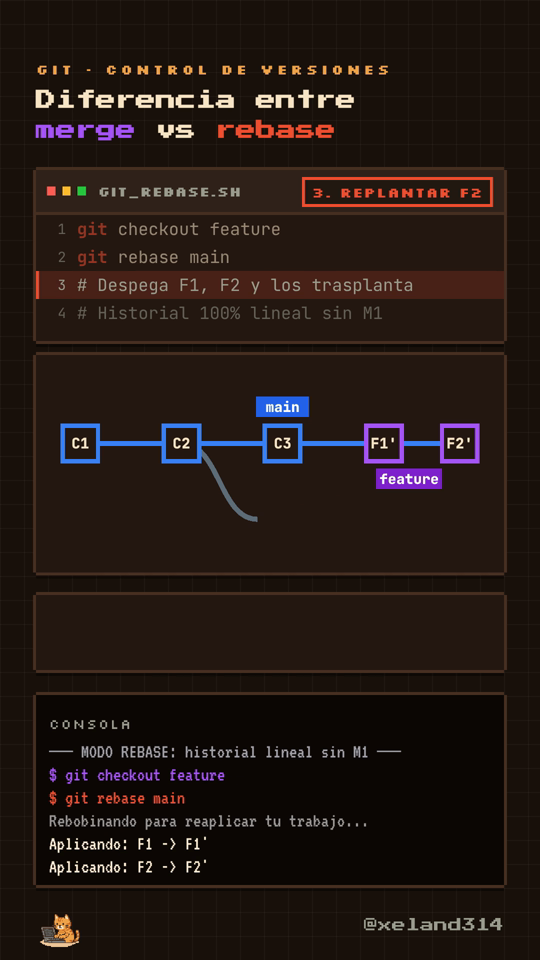 GIT - CONTROL DE VERSIONES
Diferencia entre
merge vs rebase
GIT_REBASE.SH
3. REPLANTAR F2
1 git checkout feature
2 git rebase main
3 # Despega F1, F2 y los trasplanta
4 # Historial 100% lineal sin M1
main
C1 C2 C3 F1' F2'
feature
CONSOLA
─── MODO REBASE: historial lineal sin M1 ───
$ git checkout feature
$ git rebase main
Rebobinando para reaplicar tu trabajo...
Aplicando: F1 -> F1'
Aplicando: F2 -> F2'
@xeland314